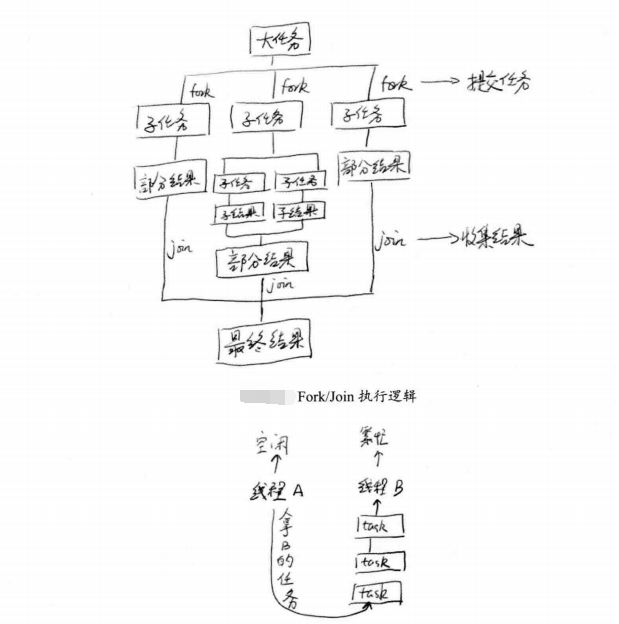 大任务
fork fork fork → 提交任务
子任务 子任务 子任务
部分结果 子任务 子任务 部分结果
子结果 子结果
join 部分结果 join → 收集结果
join
最终结果
Fork/Join 执行逻辑
空闲 繁忙
线程 A 线程 B
拿B的任务
task
task
task